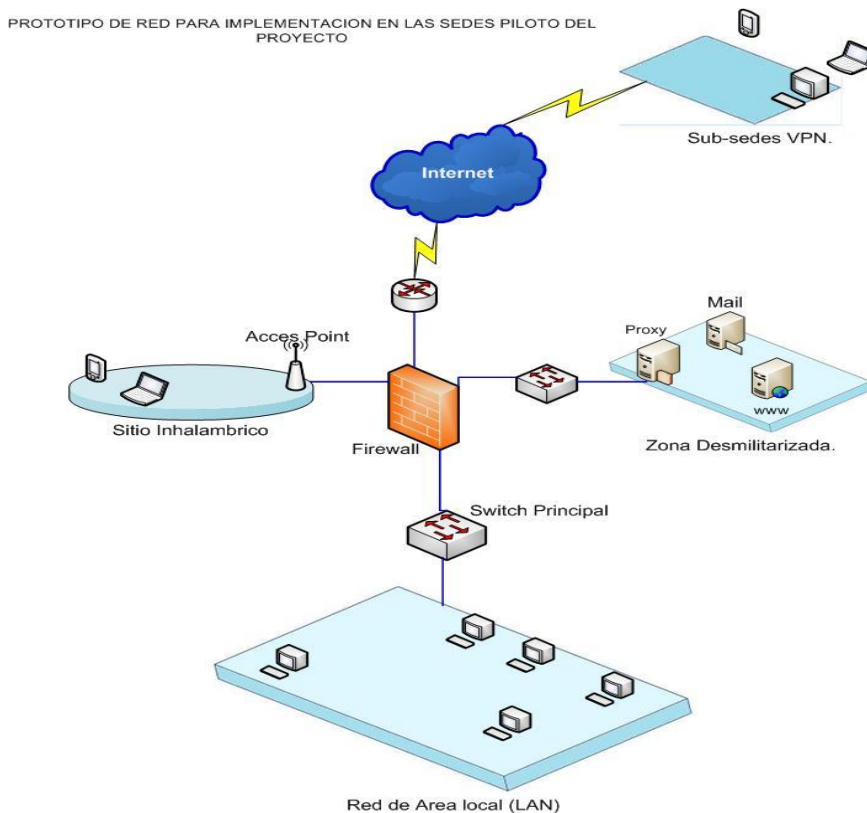 PROTOTIPO DE RED PARA IMPLEMENTACION EN LAS SEDES PILOTO DEL
PROYECTO
Sub-sedes VPN.
Internet
Acces Point
Mail
Proxy
www
Sitio Inhalambrico
Firewall
Zona Desmilitarizada.
Switch Principal
Red de Area local (LAN)